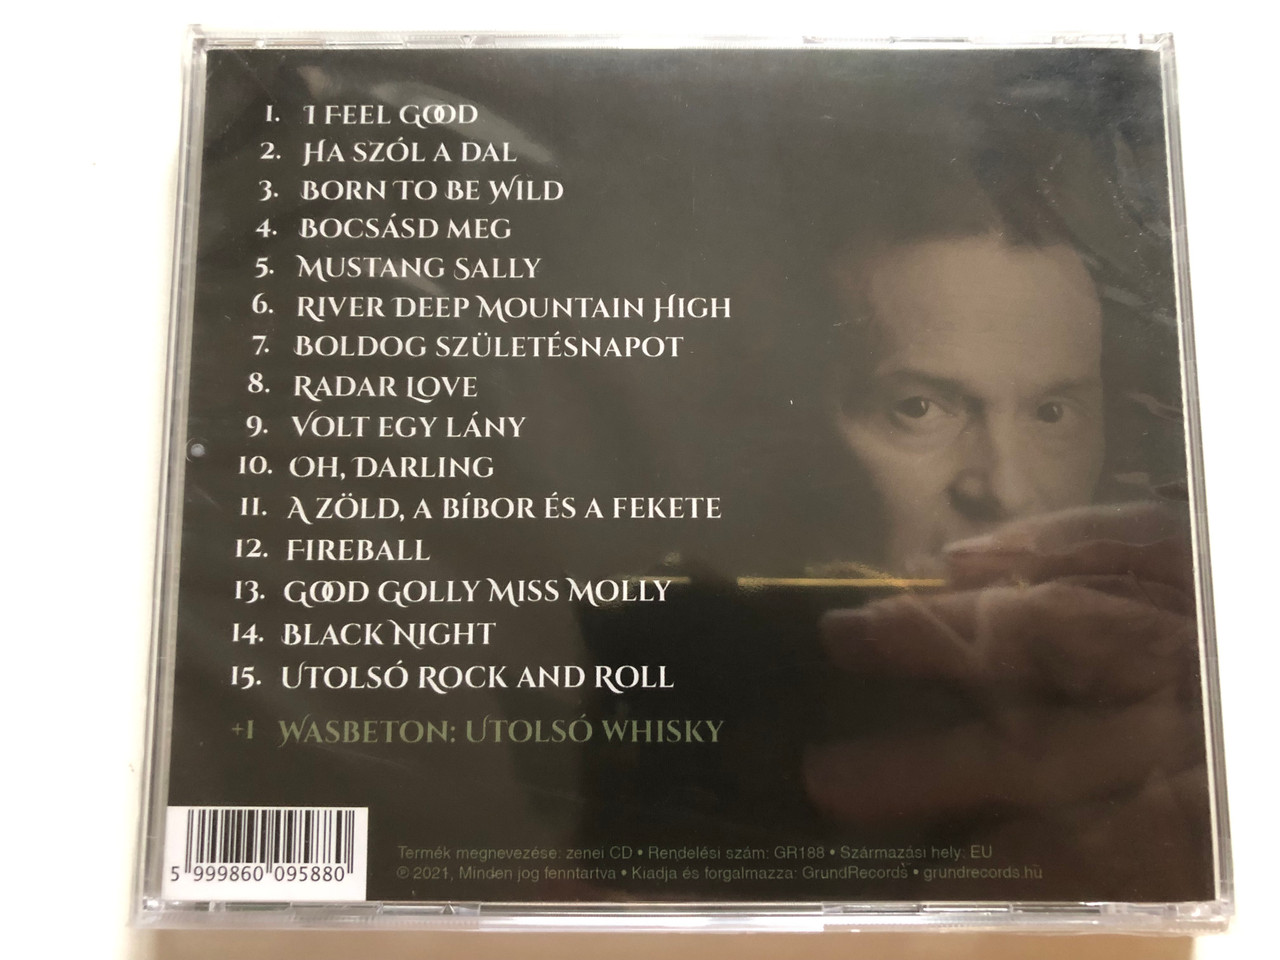 1. I Feel Good
2. Ha szól a dal
3. Born To Be Wild
4. Bocsásd meg
5. Mustang Sally
6. River Deep Mountain High
7. Boldog születésnapot
8. Radar Love
9. Volt egy lány
10. Oh, Darling
11. A zöld, a bíbor és a fekete
12. Fireball
13. Good Golly Miss Molly
14. Black Night
15. Utolsó Rock and Roll
+1 Wasbeton: Utolsó whisky
Termék megnevezése: zenei CD • Rendelési szám: GR188 • Származási hely: EU
℗ 2021, Minden jog fenntartva • Kiadja és forgalmazza: GrundRecords • grundrecords.hu
5 999860 095880